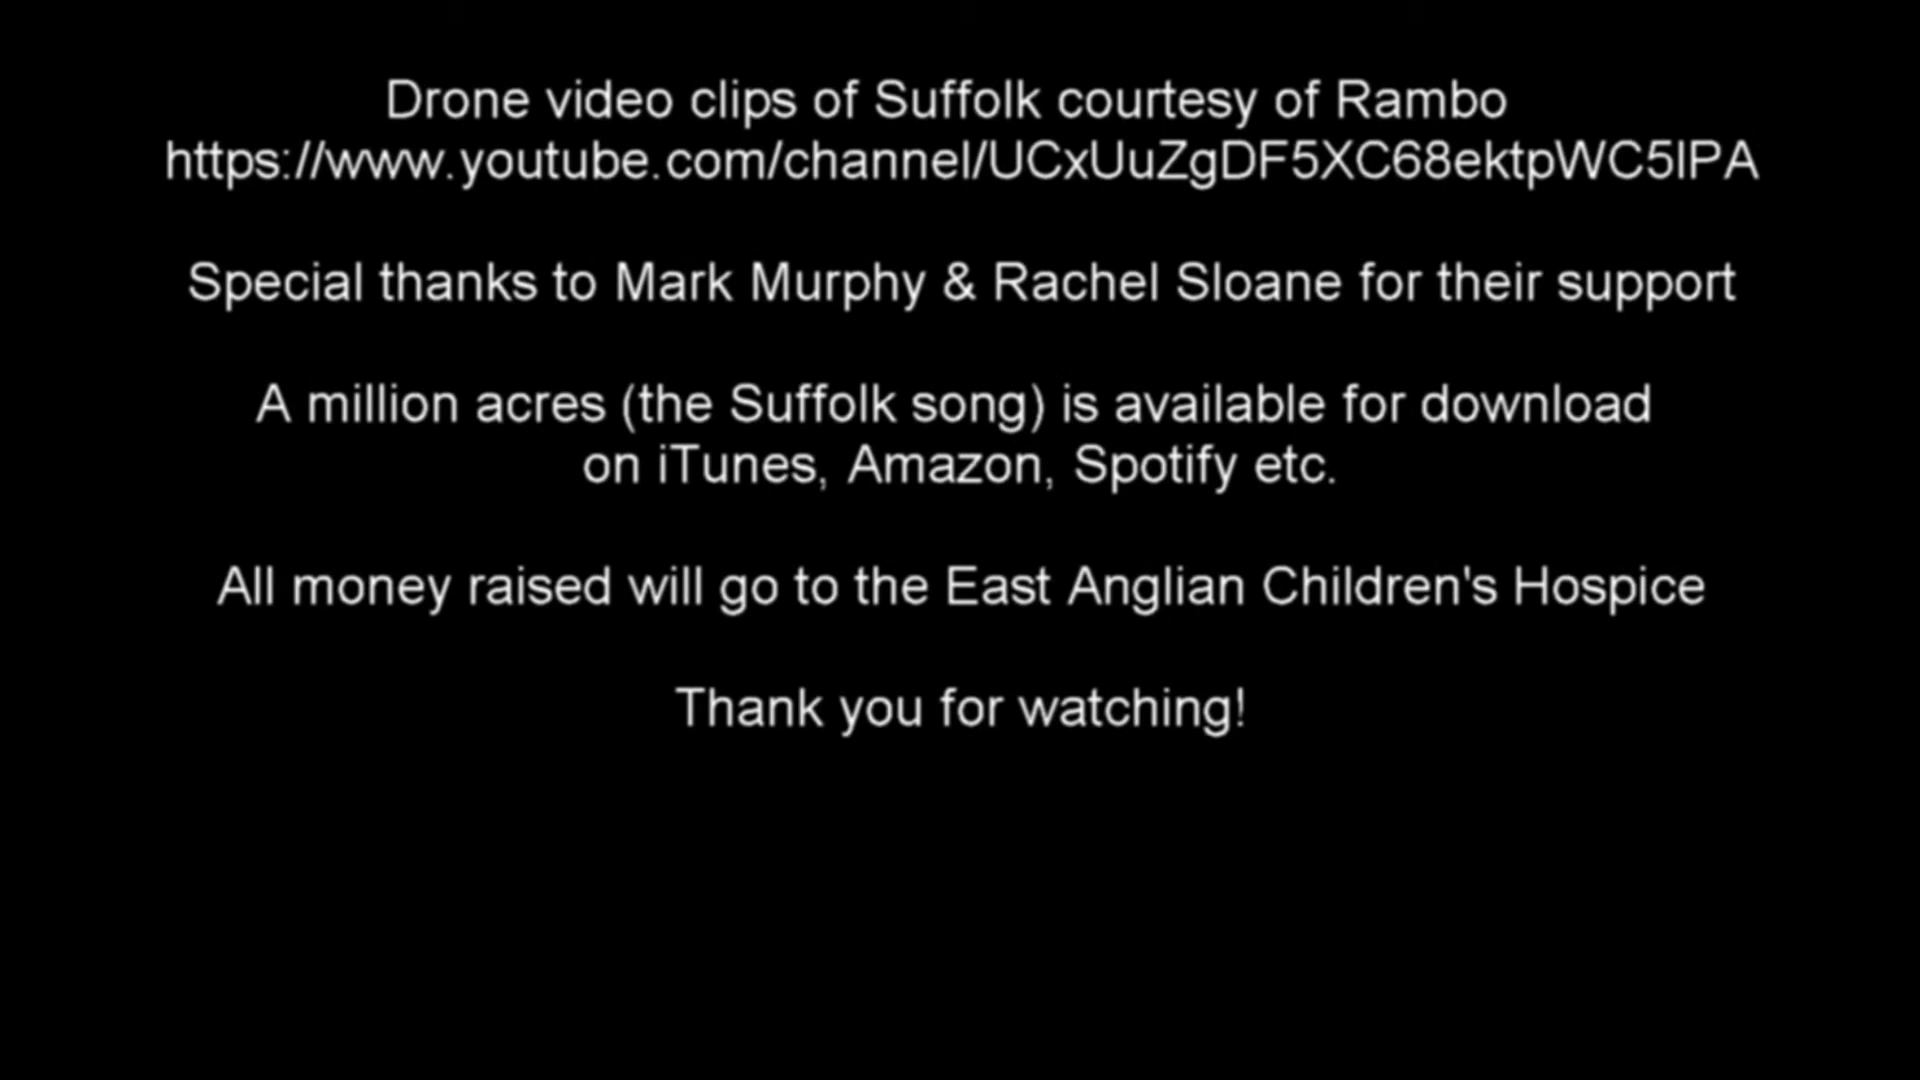 Drone video clips of Suffolk courtesy of Rambo
https://www.youtube.com/channel/UCxUuZgDF5XC68ektpWC5lPA
Special thanks to Mark Murphy & Rachel Sloane for their support
A million acres (the Suffolk song) is available for download
on iTunes, Amazon, Spotify etc.
All money raised will go to the East Anglian Children's Hospice
Thank you for watching!